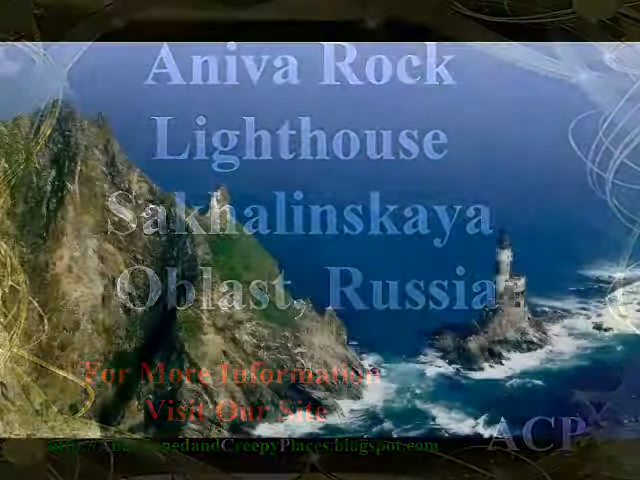 Aniva Rock
Lighthouse
Sakhalinskaya
Oblast, Russia
For More Information
Visit Our Site
ACP